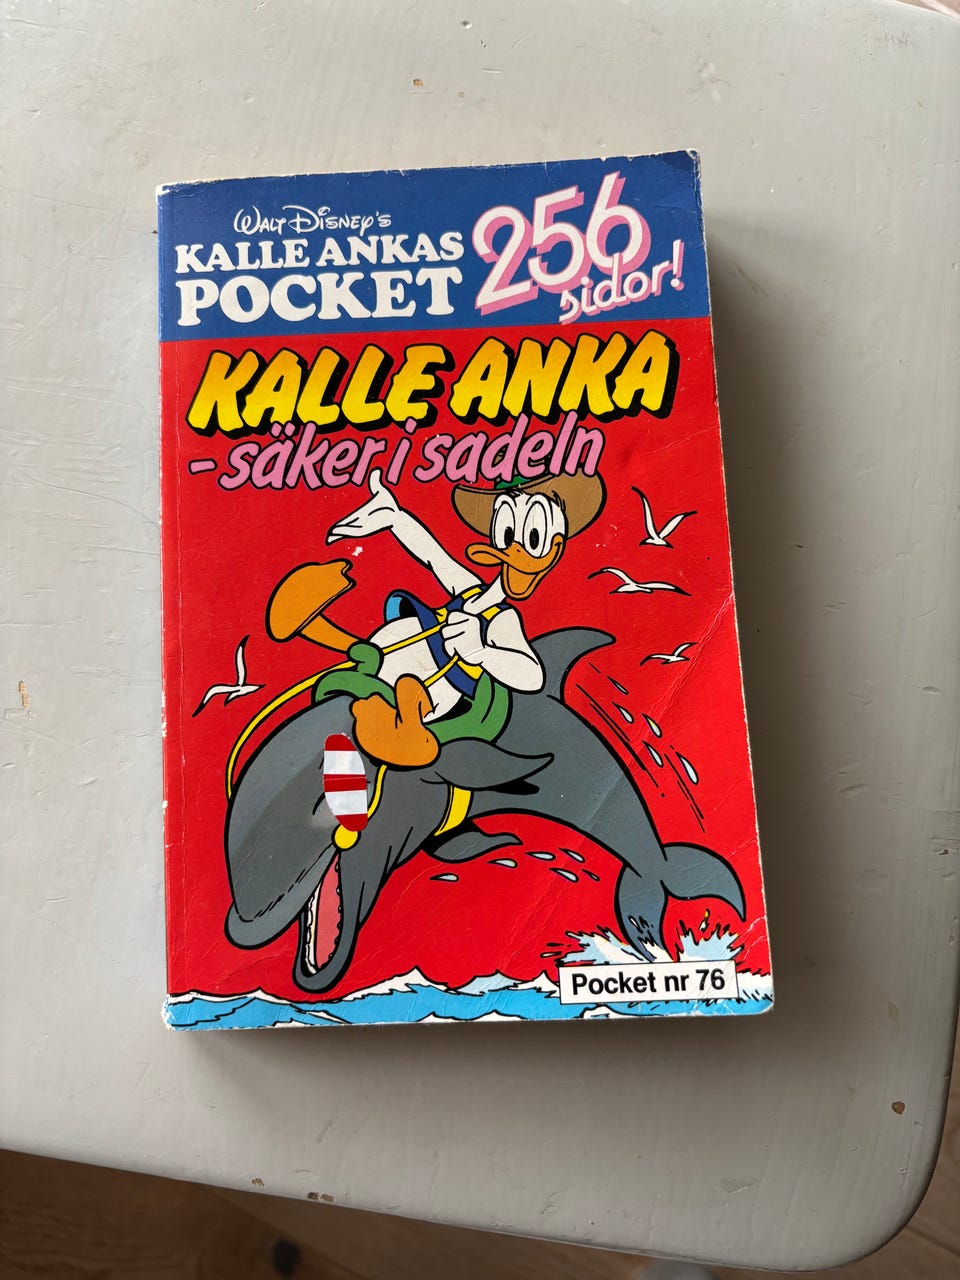 Walt Disney's
KALLE ANKAS
POCKET
256
sidor!
KALLE ANKA
- säker i sadeln
Pocket nr 76